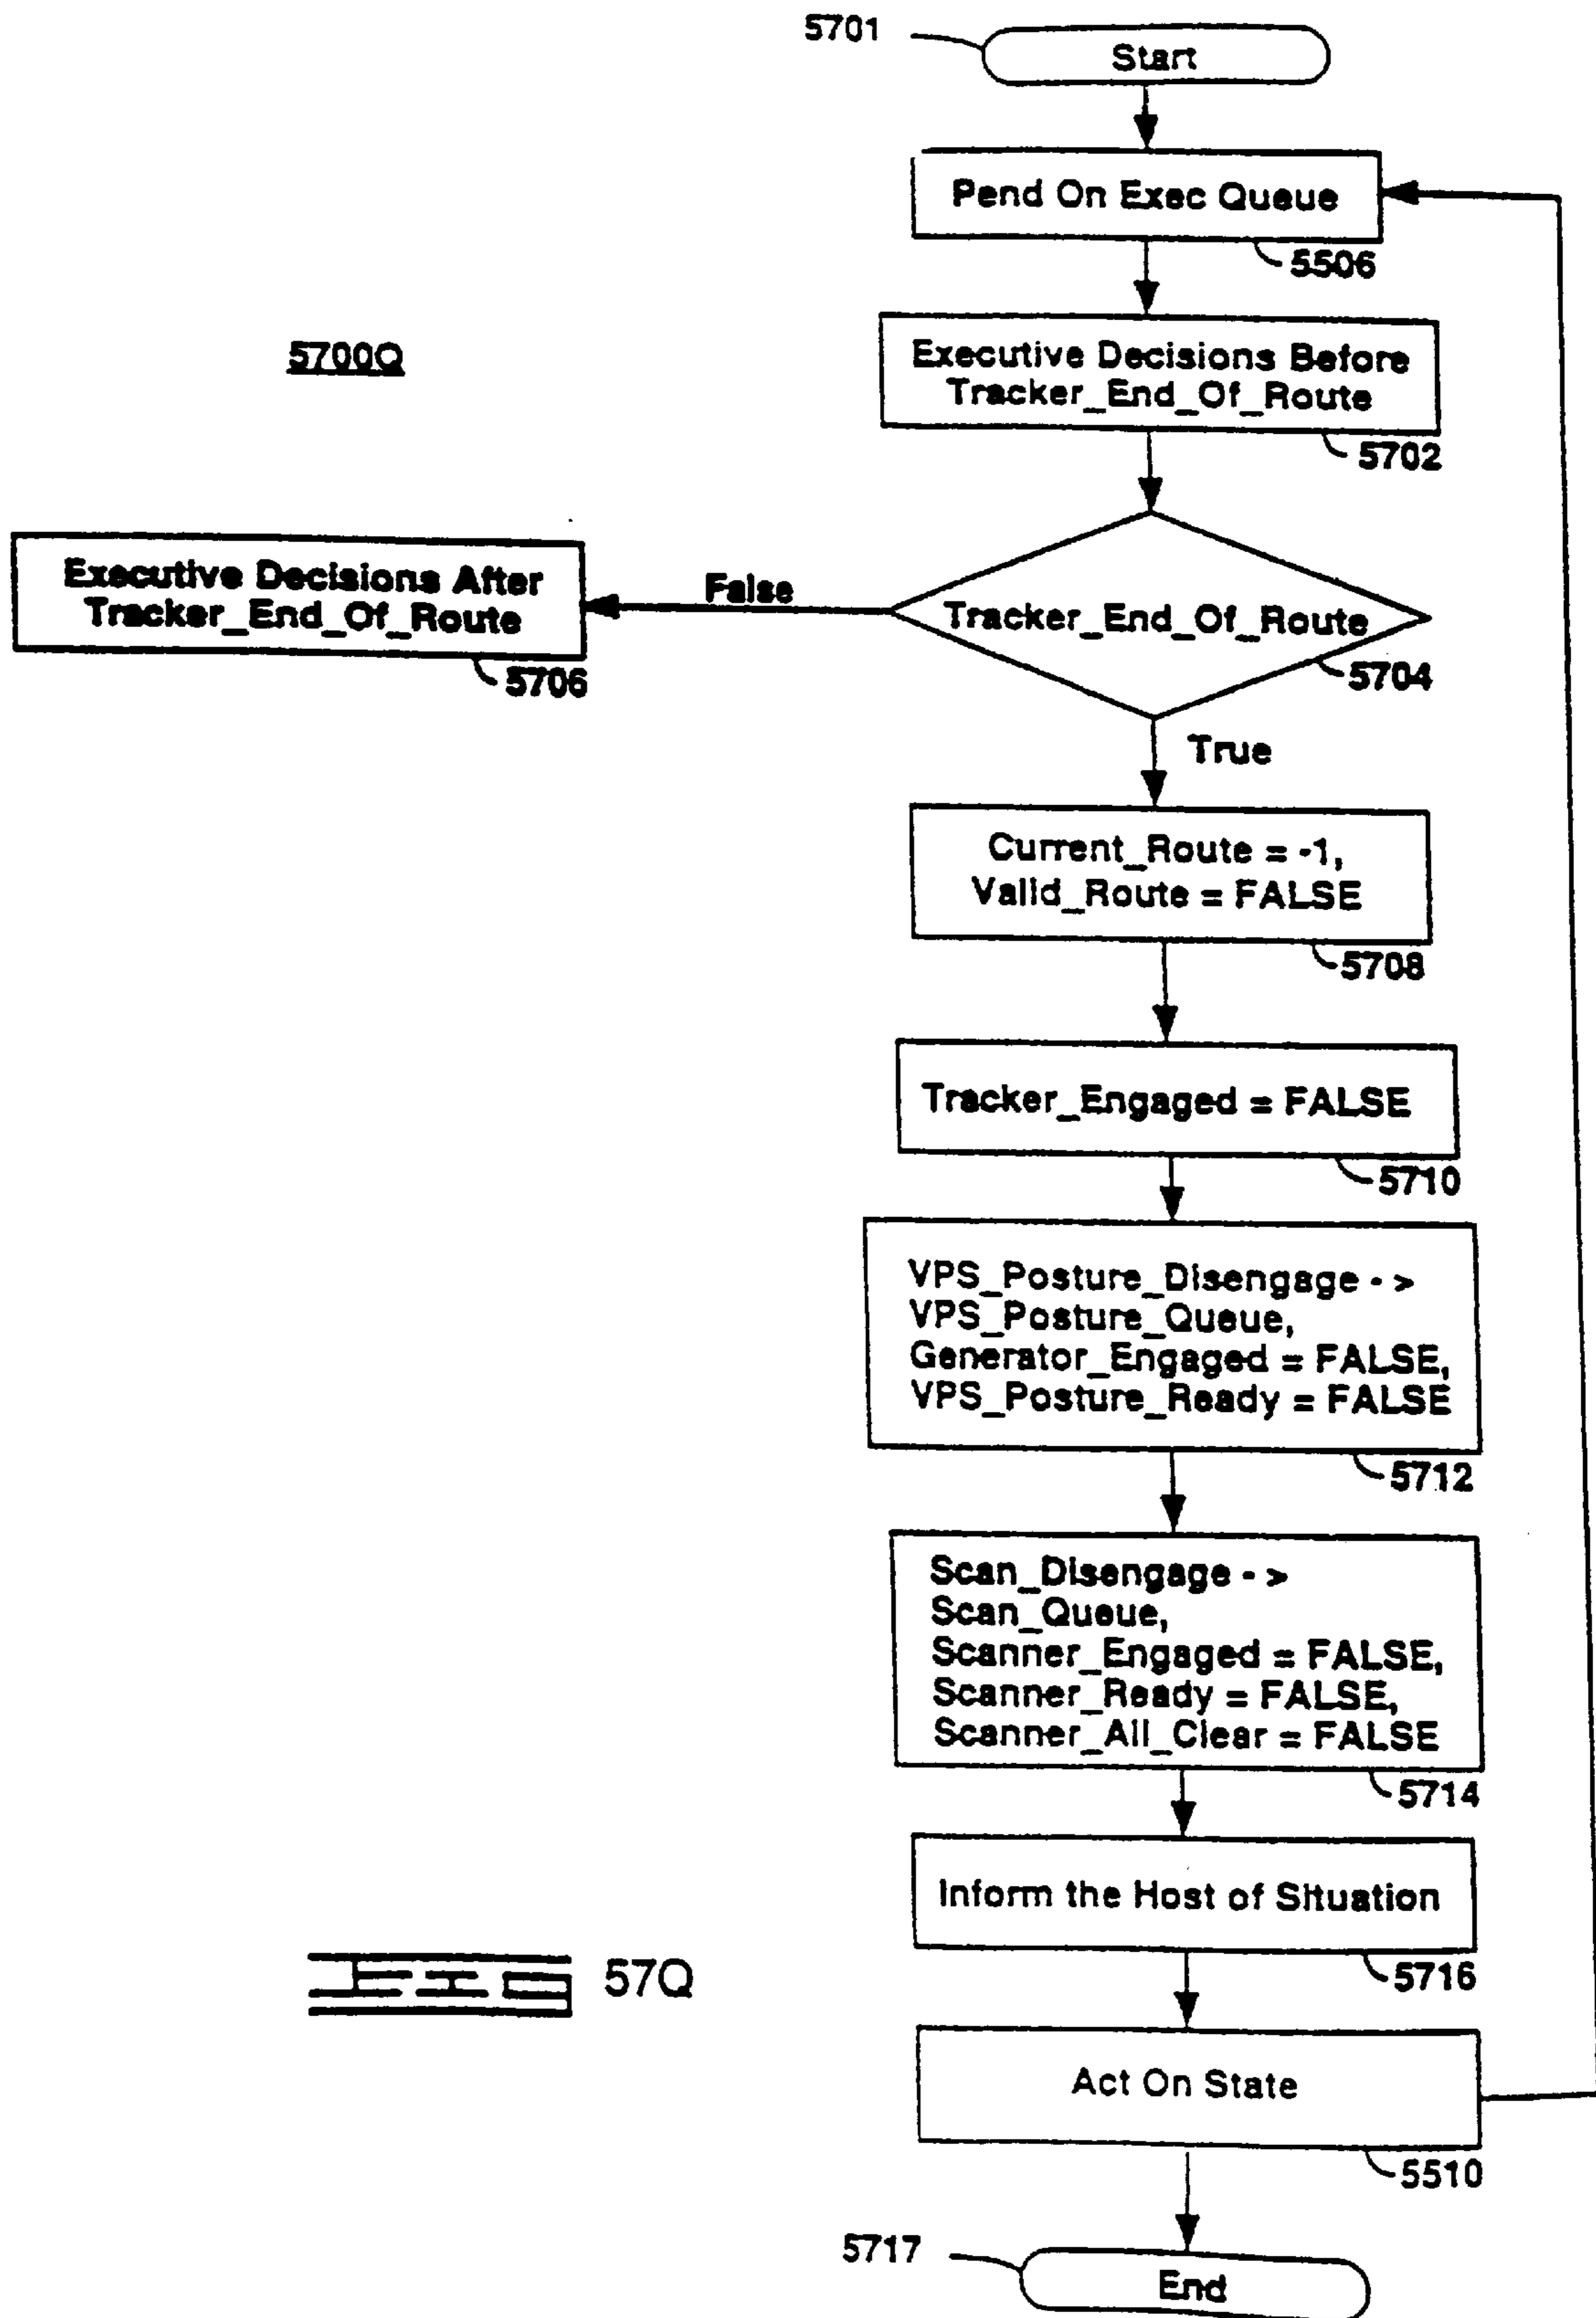 5701
Start
Pend On Exec Queue
5506
5700Q
Executive Decisions Before
Tracker_End_Of_Route
5702
Executive Decisions After
Tracker_End_Of_Route
5706
False
Tracker_End_Of_Route
5704
True
Current_Route = -1,
Valid_Route = FALSE
5708
Tracker_Engaged = FALSE
5710
VPS_Posture_Disengage - >
VPS_Posture_Queue,
Generator_Engaged = FALSE,
VPS_Posture_Ready = FALSE
5712
Scan_Disengage - >
Scan_Queue,
Scanner_Engaged = FALSE,
Scanner_Ready = FALSE,
Scanner_All_Clear = FALSE
5714
Inform the Host of Situation
5716
FIG 57Q
Act On State
5510
5717
End